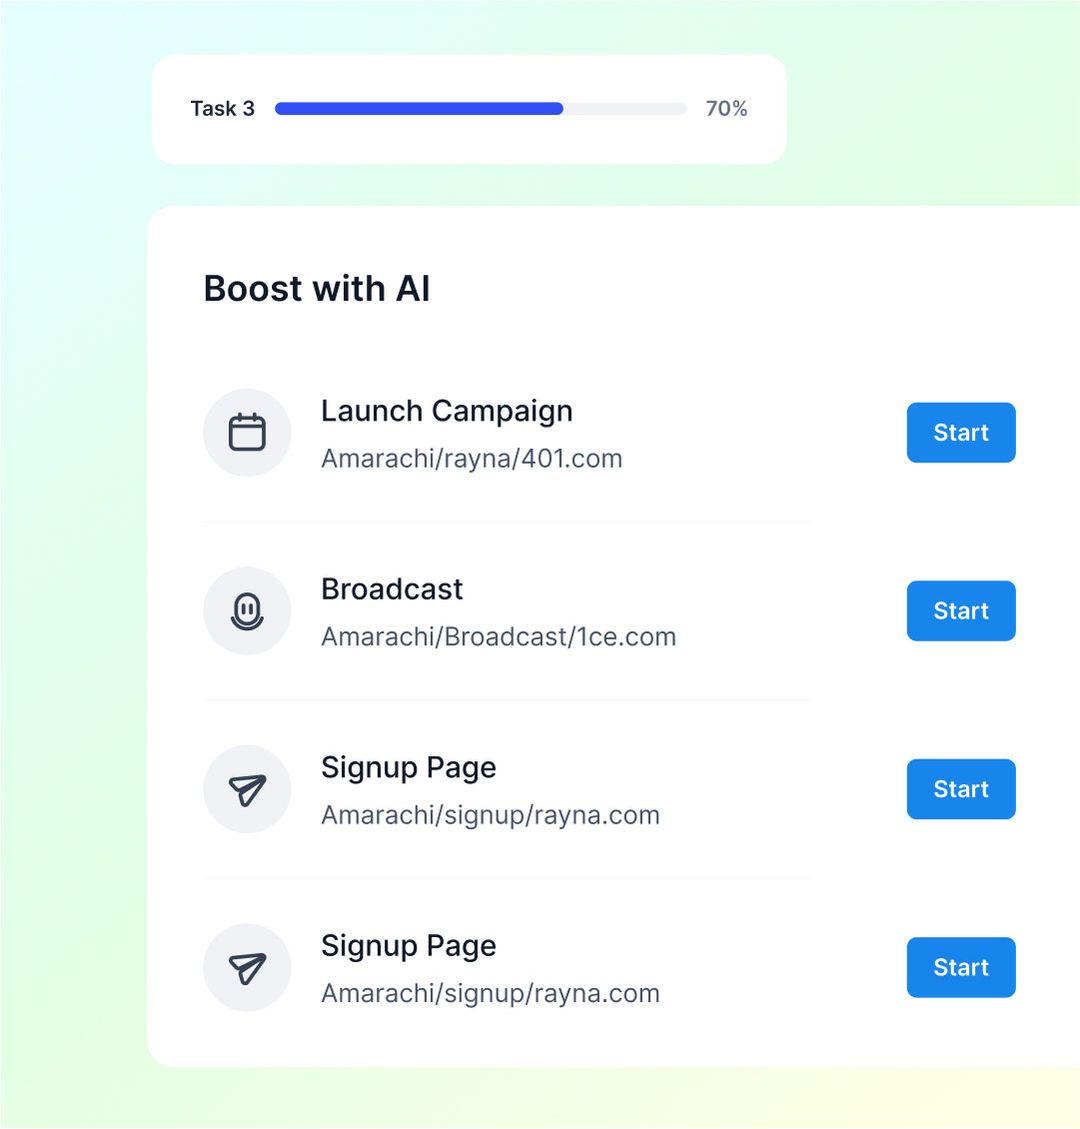 Task 3 70%
Boost with AI
Launch Campaign
Amarachi/rayna/401.com
Start
Broadcast
Amarachi/Broadcast/1ce.com
Start
Signup Page
Amarachi/signup/rayna.com
Start
Signup Page
Amarachi/signup/rayna.com
Start